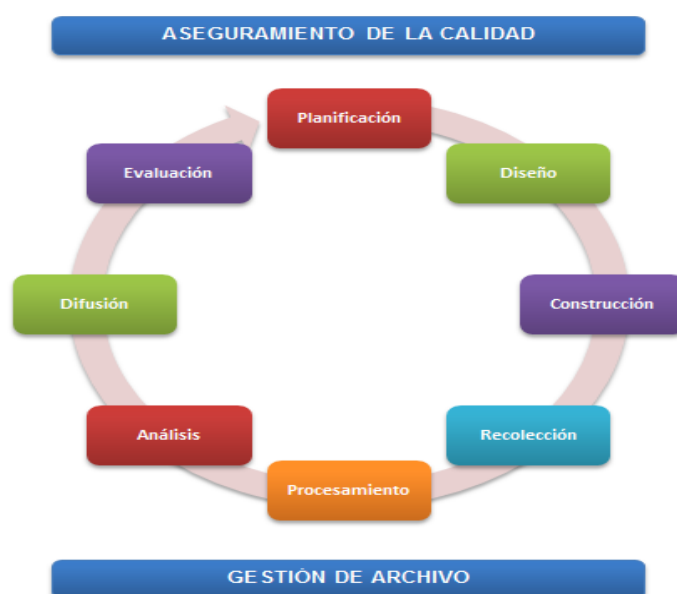 ASEGURAMIENTO DE LA CALIDAD
Planificación
Diseño
Construcción
Recolección
Procesamiento
Análisis
Difusión
Evaluación
GESTIÓN DE ARCHIVO